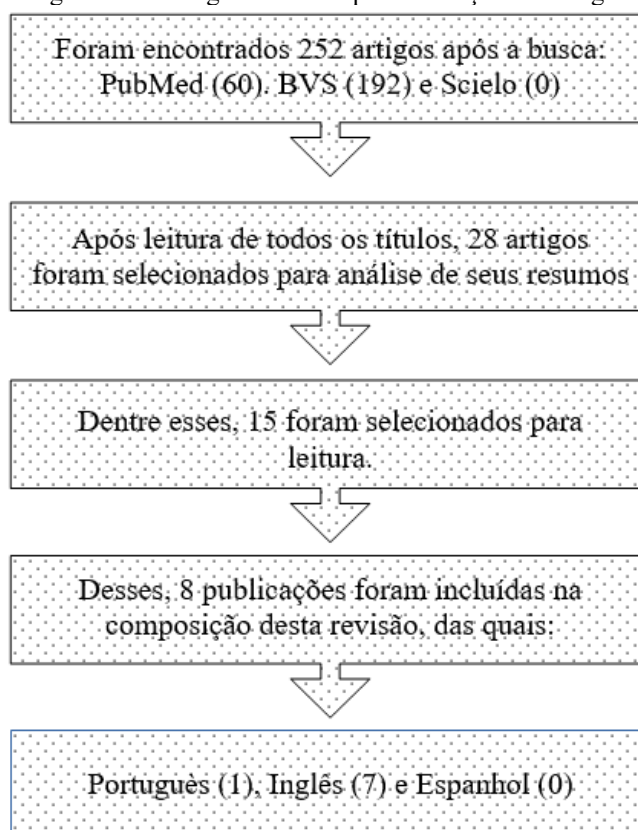 Foram encontrados 252 artigos após a busca:
PubMed (60). BVS (192) e Scielo (0)
Após leitura de todos os títulos, 28 artigos
foram selecionados para análise de seus resumos
Dentre esses, 15 foram selecionados para
leitura.
Desses, 8 publicações foram incluídas na
composição desta revisão, das quais:
Português (1), Inglês (7) e Espanhol (0)